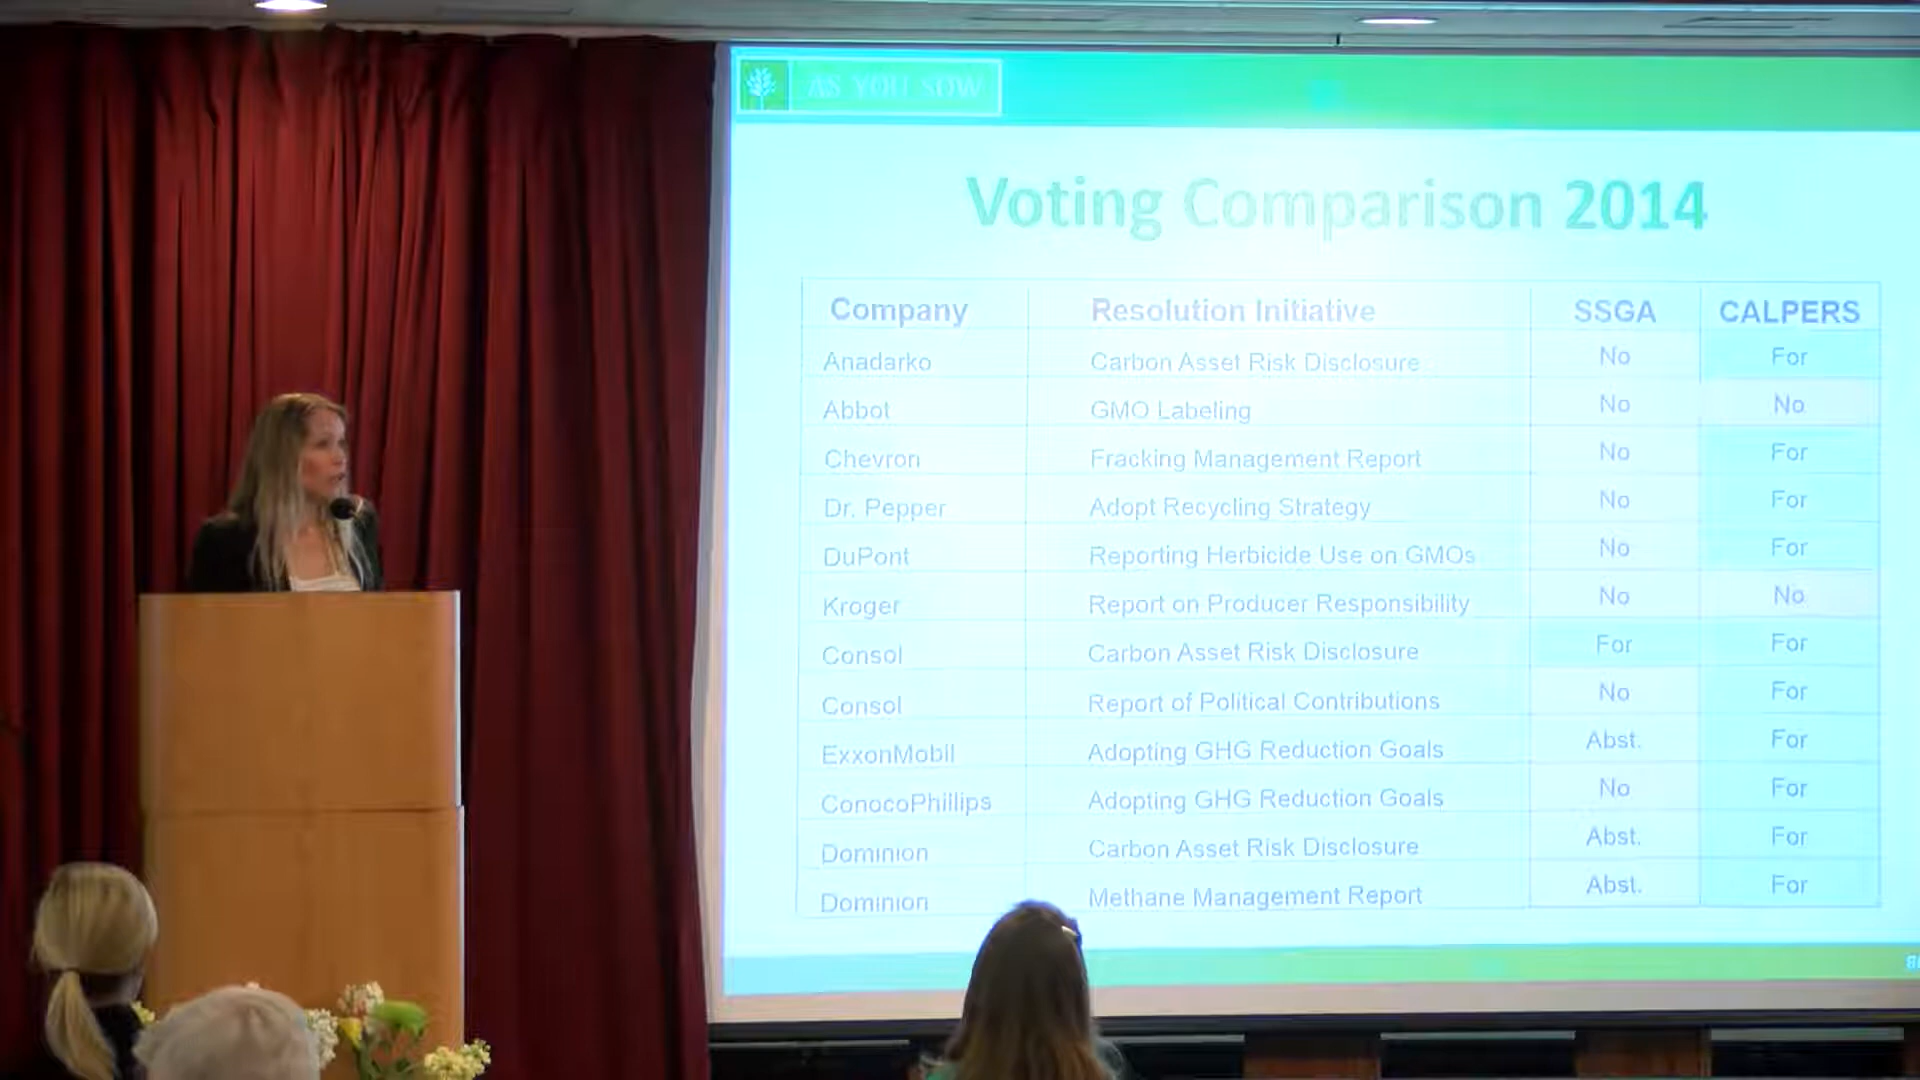 AS YOU SOW
Voting Comparison 2014
Company Resolution Initiative SSGA CALPERS
Anadarko Carbon Asset Risk Disclosure No For
Abbot GMO Labeling No No
Chevron Fracking Management Report No For
Dr. Pepper Adopt Recycling Strategy No For
DuPont Reporting Herbicide Use on GMOs No For
Kroger Report on Producer Responsibility No No
Consol Carbon Asset Risk Disclosure For For
Consol Report of Political Contributions No For
ExxonMobil Adopting GHG Reduction Goals Abst. For
ConocoPhillips Adopting GHG Reduction Goals No For
Dominion Carbon Asset Risk Disclosure Abst. For
Dominion Methane Management Report Abst. For